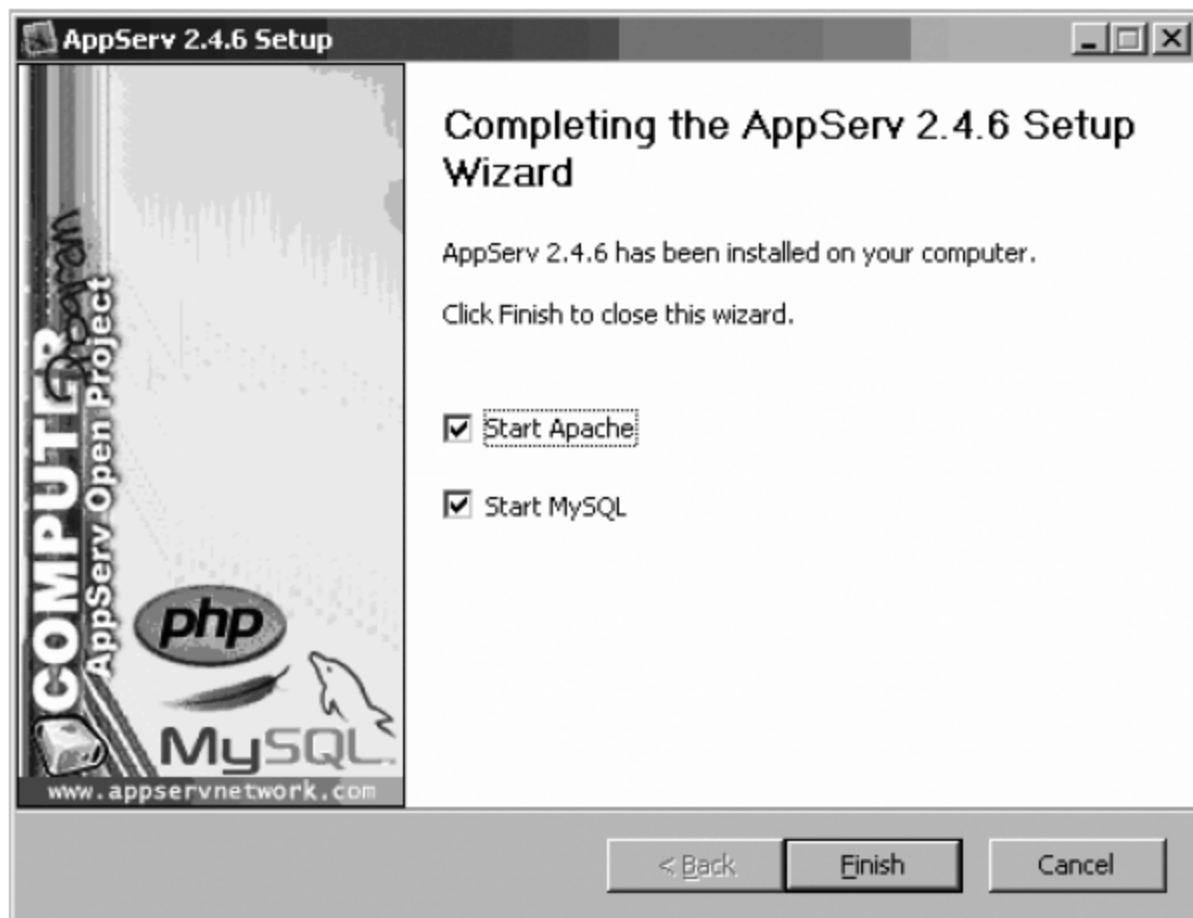 AppServ 2.4.6 Setup
Completing the AppServ 2.4.6 Setup
Wizard
AppServ 2.4.6 has been installed on your computer.
Click Finish to close this wizard.
Start Apache
Start MySQL
COMPUTER
AppServ Open Project
php
MySQL
www.appservnetwork.com
< Back
Finish
Cancel